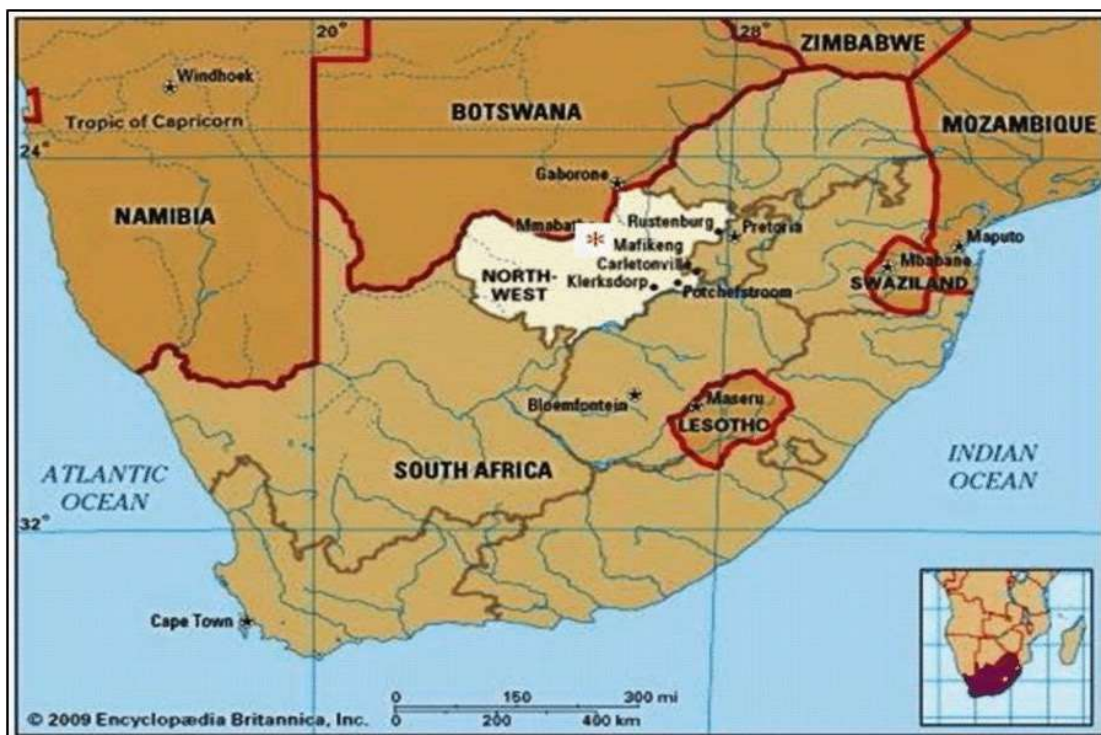 20°
28°
ZIMBABWE
Windhoek
BOTSWANA
Tropic of Capricorn
MOZAMBIQUE
24°
Gaborone
NAMIBIA
Rustenburg
Pretoria
*
Mafikeng
Maputo
NORTH-
WEST
Carletonville
Mbabane
Klerksdorp
Potchefstroom
SWAZILAND
Bloemfontein
Maseru
LESOTHO
ATLANTIC
OCEAN
SOUTH AFRICA
INDIAN
OCEAN
32°
Cape Town
0 150 300 mi
0 200 400 km
© 2009 Encyclopædia Britannica, Inc.